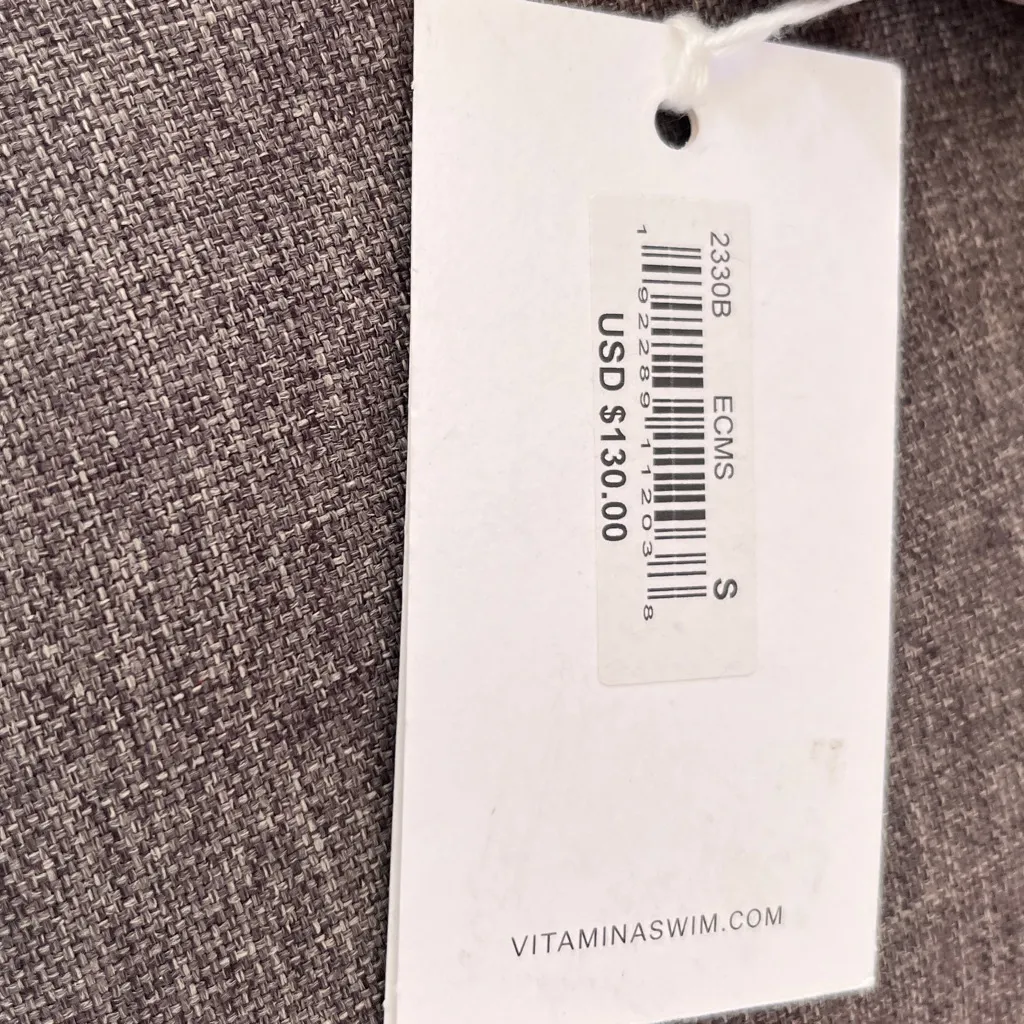 2330B ECMS S
1 92289 11203 8
USD $130.00
VITAMINASWIM.COM